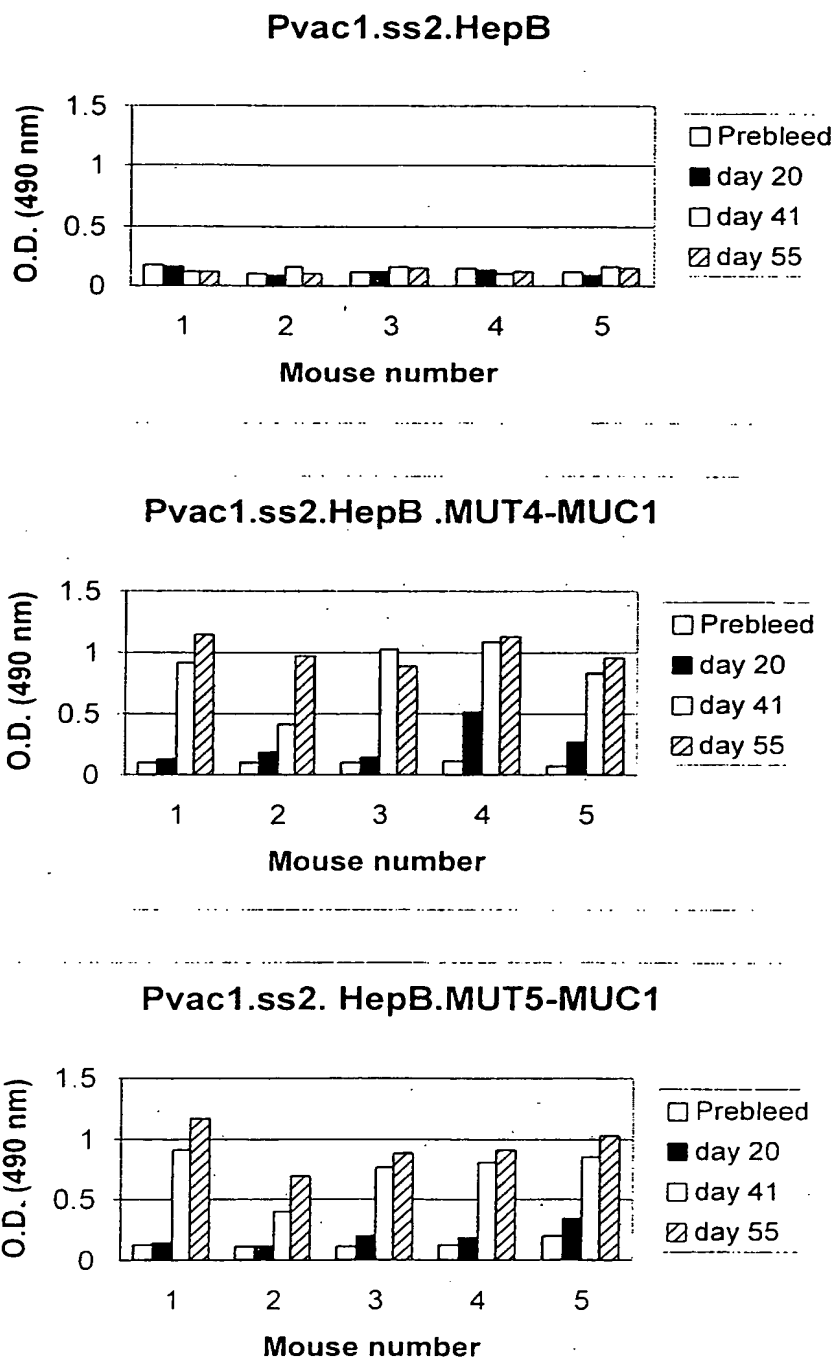 Pvac1.ss2.HepB
O.D. (490 nm)
1.5
1
0.5
0
1 2 3 4 5
Mouse number
Prebleed
day 20
day 41
day 55
Pvac1.ss2.HepB .MUT4-MUC1
O.D. (490 nm)
1.5
1
0.5
0
1 2 3 4 5
Mouse number
Prebleed
day 20
day 41
day 55
Pvac1.ss2. HepB.MUT5-MUC1
O.D. (490 nm)
1.5
1
0.5
0
1 2 3 4 5
Mouse number
Prebleed
day 20
day 41
day 55